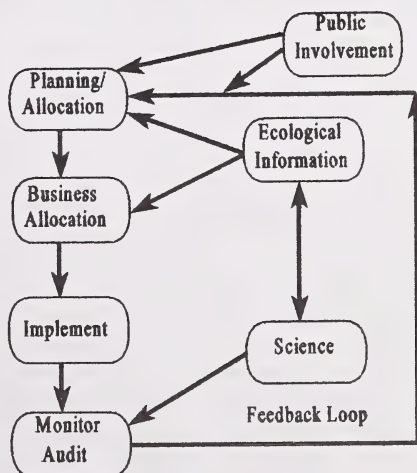 Public
Involvement
Planning/
Allocation
Ecological
Information
Business
Allocation
Implement
Science
Feedback Loop
Monitor
Audit